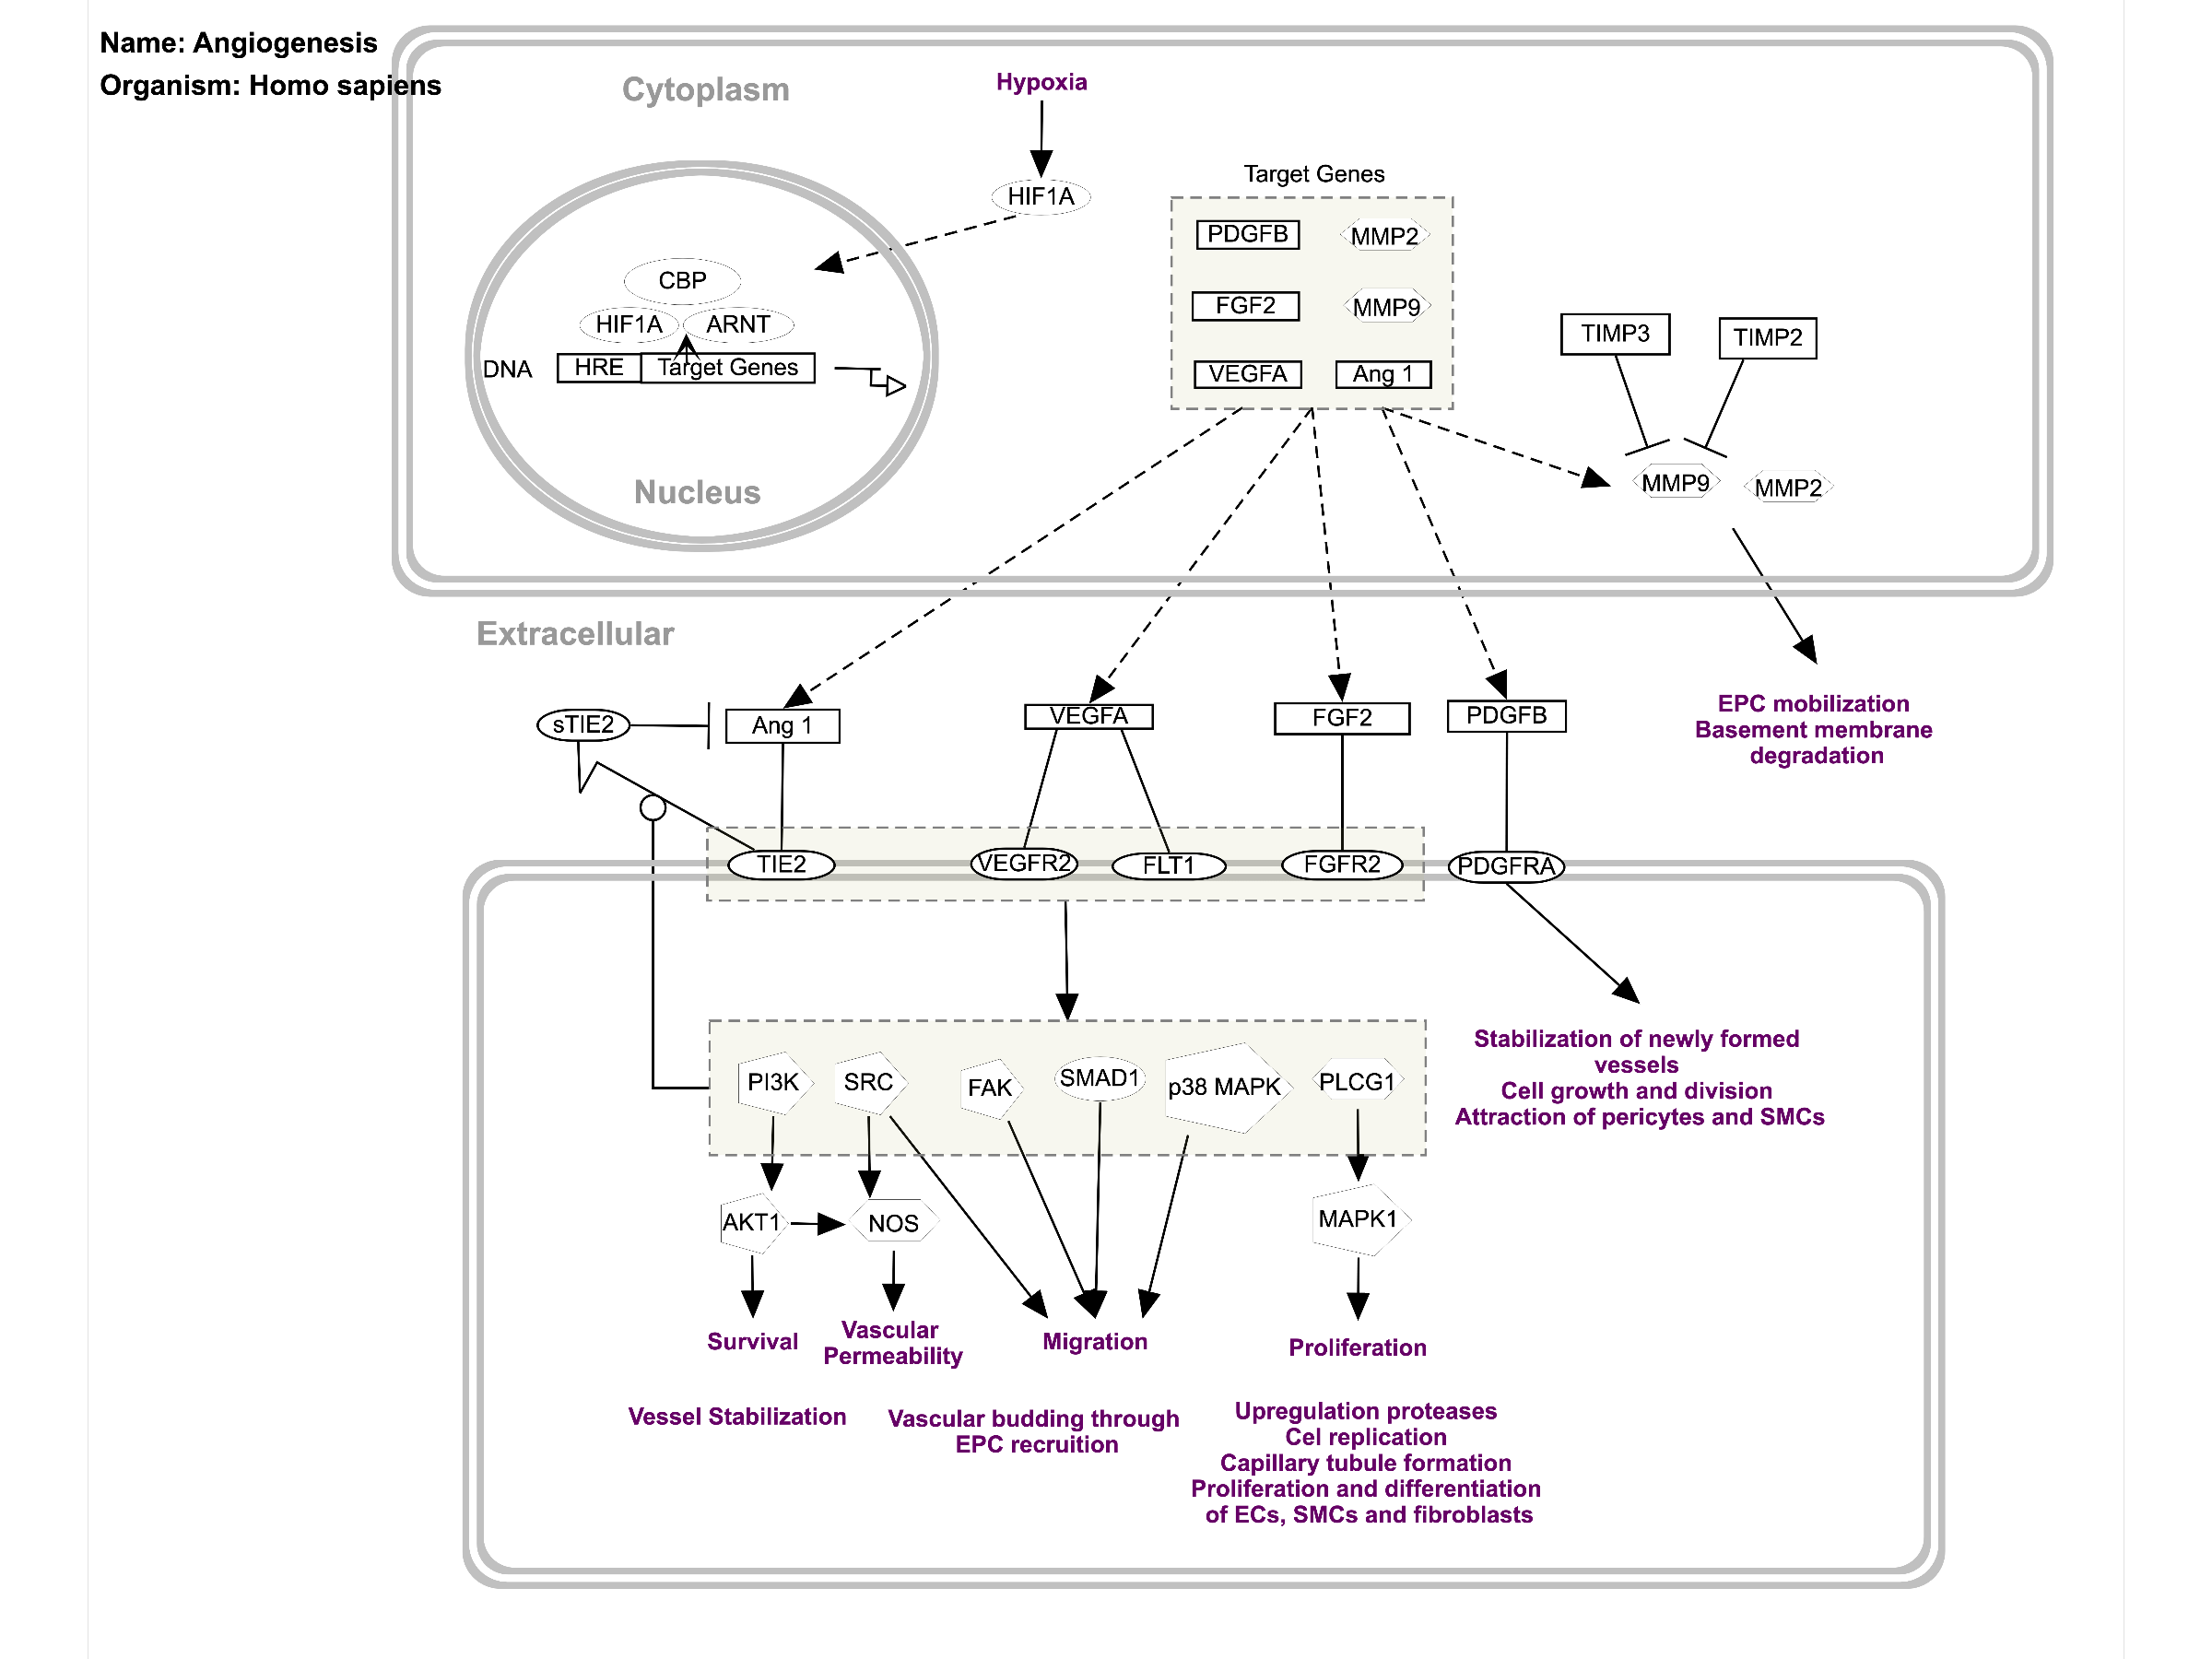 Name: Angiogenesis
Organism: Homo sapiens
Cytoplasm
Hypoxia
HIF1A
Target Genes
PDGFB
MMP2
FGF2
MMP9
VEGFA
Ang 1
CBP
HIF1A
ARNT
DNA
HRE
Target Genes
Nucleus
TIMP3
TIMP2
MMP9
MMP2
Extracellular
EPC mobilization
Basement membrane
degradation
sTIE2
Ang 1
VEGFA
FGF2
PDGFB
TIE2
VEGFR2
FLT1
FGFR2
PDGFRA
PI3K
SRC
FAK
SMAD1
p38 MAPK
PLCG1
Stabilization of newly formed
vessels
Cell growth and division
Attraction of pericytes and SMCs
AKT1
NOS
MAPK1
Survival
Vascular
Permeability
Migration
Proliferation
Vessel Stabilization
Vascular budding through
EPC recruition
Upregulation proteases
Cel replication
Capillary tubule formation
Proliferation and differentiation
of ECs, SMCs and fibroblasts